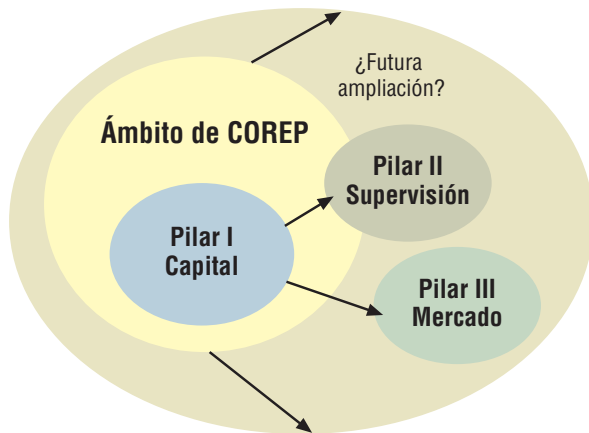 ¿Futura
ampliación?
Ámbito de COREP
Pilar II
Supervisión
Pilar I
Capital
Pilar III
Mercado